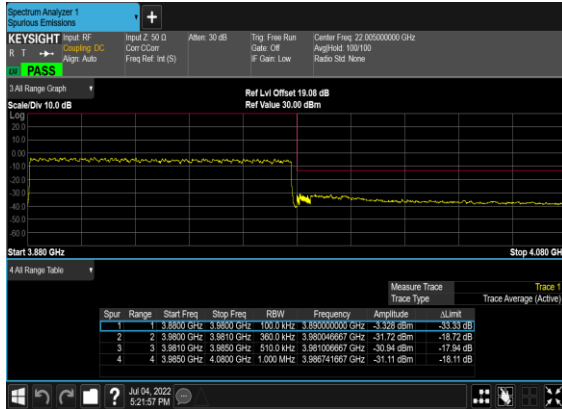 Spectrum Analyzer 1
Spurious Emissions
+
KEYSIGHT Input: RF Input Z: 50 Ω Atten: 30 dB Trig: Free Run Center Freq: 22.005000000 GHz
R T Coupling: DC Corr CCorr Gate: Off Avg|Hold: 100/100
Align: Auto Freq Ref: Int (S) IF Gain: Low Radio Std: None
PASS
3 All Range Graph Ref Lvl Offset 19.08 dB
Scale/Div 10.0 dB Ref Value 30.00 dBm
Log
20.0
10.0
0.00
-10.0
-20.0
-30.0
-40.0
-50.0
-60.0
Start 3.880 GHz Stop 4.080 GH
4 All Range Table
Measure Trace Trace 1
Trace Type Trace Average (Active)
Spur Range Start Freq Stop Freq RBW Frequency Amplitude ΔLimit
1 1 3.8800 GHz 3.9800 GHz 100.0 kHz 3.890000000 GHz -3.328 dBm -33.33 dB
2 2 3.9800 GHz 3.9810 GHz 360.0 kHz 3.980046667 GHz -31.72 dBm -18.72 dB
3 3 3.9810 GHz 3.9850 GHz 510.0 kHz 3.981006667 GHz -30.94 dBm -17.94 dB
4 4 3.9850 GHz 4.0800 GHz 1.000 MHz 3.986741667 GHz -31.11 dBm -18.11 dB
? Jul 04, 2022
5:21:57 PM